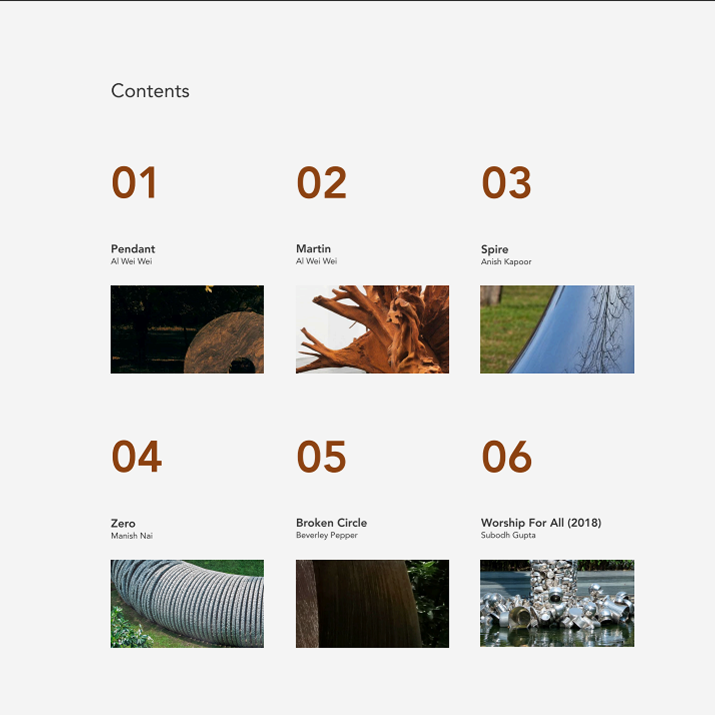 Contents
01
02
03
Pendant
Al Wei Wei
Martin
Al Wei Wei
Spire
Anish Kapoor
04
05
06
Zero
Manish Nai
Broken Circle
Beverley Pepper
Worship For All (2018)
Subodh Gupta